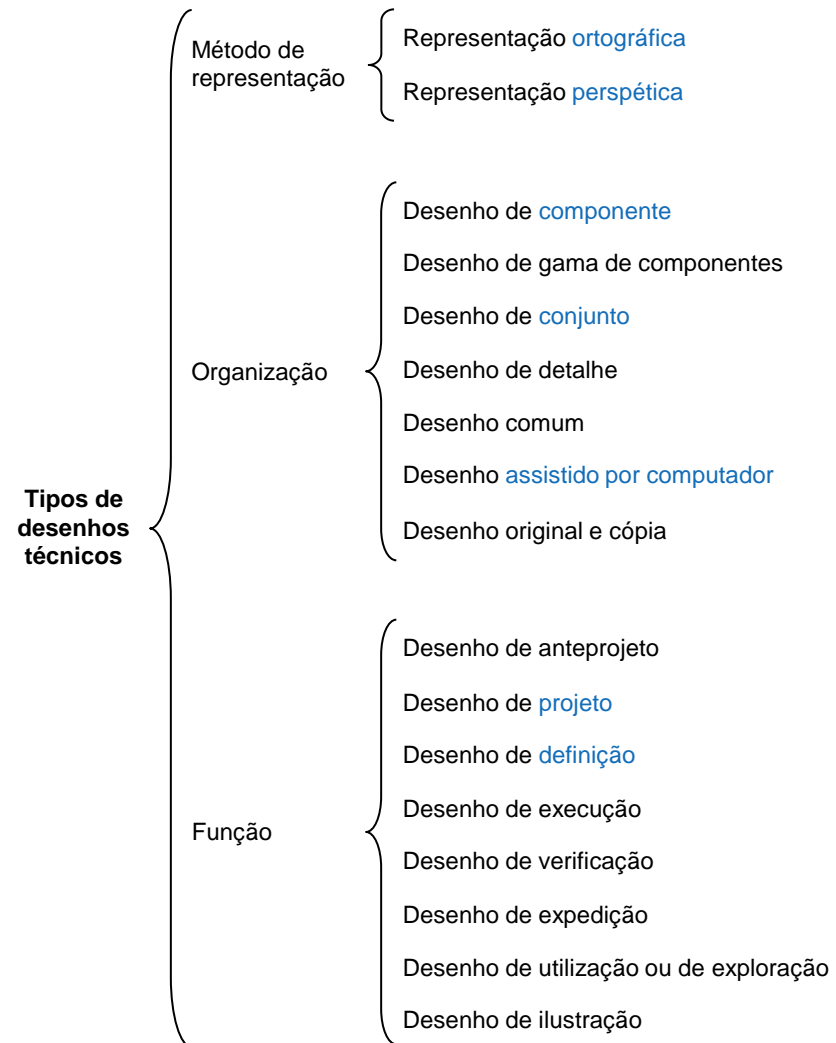 Método de
representação
Representação ortográfica
Representação perspética
Desenho de componente
Desenho de gama de componentes
Desenho de conjunto
Organização
Desenho de detalhe
Desenho comum
Desenho assistido por computador
Desenho original e cópia
Tipos de
desenhos
técnicos
Desenho de anteprojeto
Desenho de projeto
Desenho de definição
Função
Desenho de execução
Desenho de verificação
Desenho de expedição
Desenho de utilização ou de exploração
Desenho de ilustração